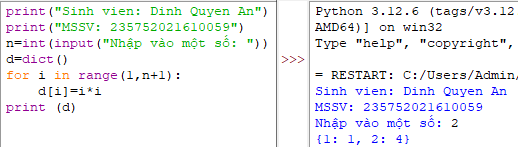 print("Sinh vien: Dinh Quyen An")
print("MSSV: 235752021610059")
n=int(input("Nhập vào một số: "))
d=dict()
for i in range(1,n+1):
    d[i]=i*i
print (d)
>>>
Python 3.12.6 (tags/v3.12
AMD64)] on win32
Type "help", "copyright",
= RESTART: C:/Users/Admin,
Sinh vien: Dinh Quyen An
MSSV: 235752021610059
Nhập vào một số: 2
{1: 1, 2: 4}